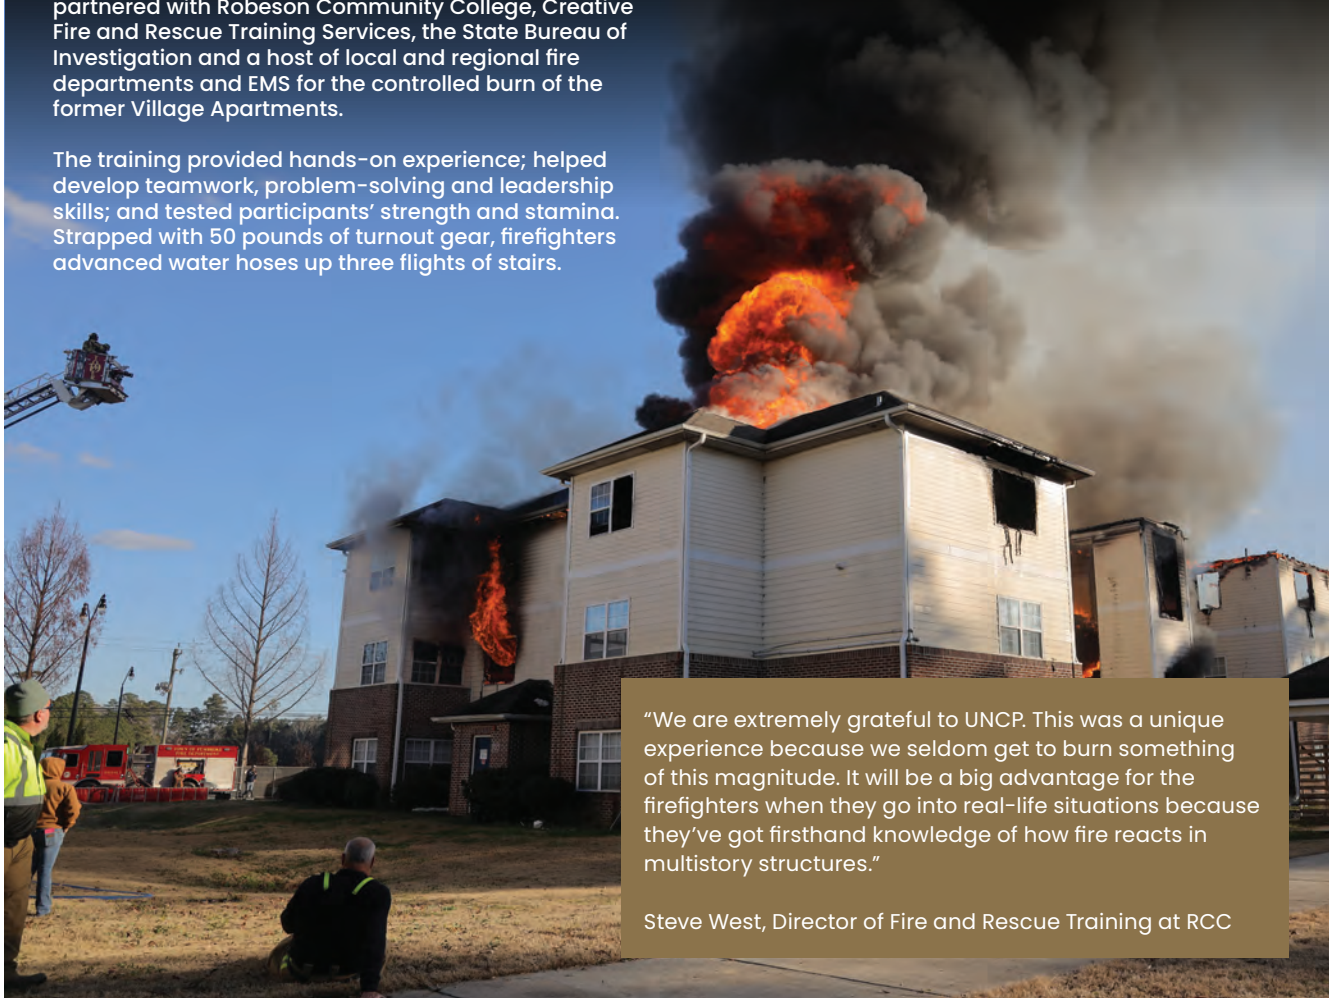 partnered with Robeson Community College, Creative
Fire and Rescue Training Services, the State Bureau of
Investigation and a host of local and regional fire
departments and EMS for the controlled burn of the
former Village Apartments.
The training provided hands-on experience; helped
develop teamwork, problem-solving and leadership
skills; and tested participants’ strength and stamina.
Strapped with 50 pounds of turnout gear, firefighters
advanced water hoses up three flights of stairs.
“We are extremely grateful to UNCP. This was a unique
experience because we seldom get to burn something
of this magnitude. It will be a big advantage for the
firefighters when they go into real-life situations because
they’ve got firsthand knowledge of how fire reacts in
multistory structures.”
Steve West, Director of Fire and Rescue Training at RCC